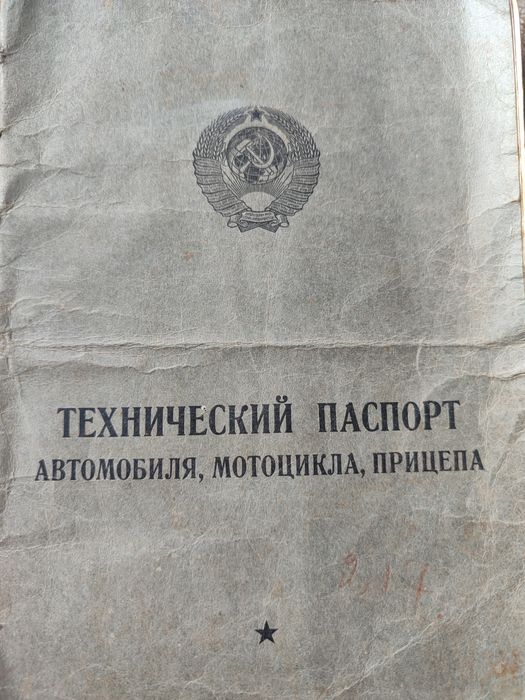 ТЕХНИЧЕСКИЙ ПАСПОРТ
АВТОМОБИЛЯ, МОТОЦИКЛА, ПРИЦЕПА